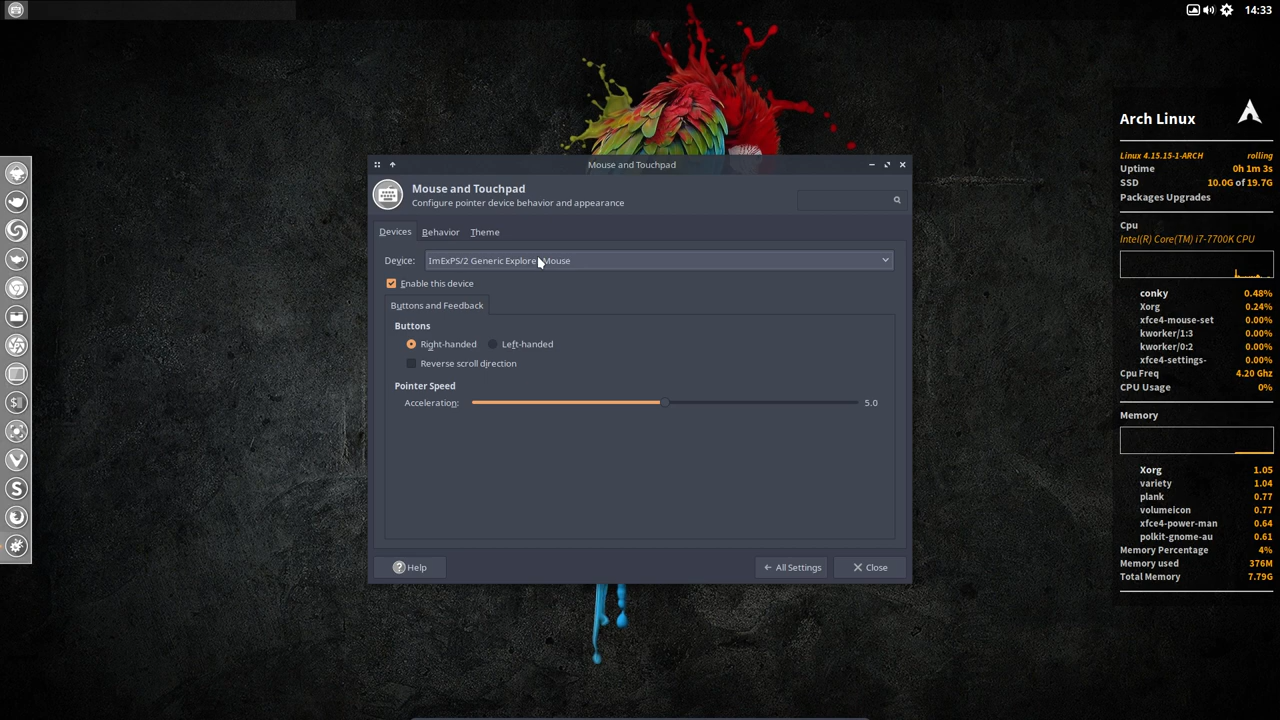 14:33
Mouse and Touchpad
Mouse and Touchpad
Configure pointer device behavior and appearance
Devices Behavior Theme
Device: ImExPS/2 Generic Explorer Mouse
Enable this device
Buttons and Feedback
Buttons
Right-handed Left-handed
Reverse scroll direction
Pointer Speed
Acceleration: 5.0
Help All Settings Close
Arch Linux
Linux 4.15.15-1-ARCH rolling
Uptime 0h 1m 3s
SSD 10.0G of 19.7G
Packages Upgrades
Cpu
Intel(R) Core(TM) i7-7700K CPU
conky 0.48%
Xorg 0.24%
xfce4-mouse-set 0.00%
kworker/1:3 0.00%
kworker/0:2 0.00%
xfce4-settings- 0.00%
Cpu Freq 4.20 Ghz
CPU Usage 0%
Memory
Xorg 1.05
variety 1.04
plank 0.77
volumeicon 0.77
xfce4-power-man 0.64
polkit-gnome-au 0.61
Memory Percentage 4%
Memory used 376M
Total Memory 7.79G